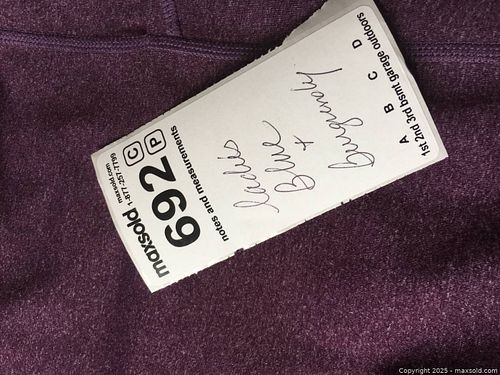 maxsold
maxsold.com
1-877-257-7799
692
C P
notes and measurements
ladies
Blue
+
Burgundy
A B C D
1st 2nd 3rd bsmt garage outdoors
Copyright 2025 - maxsold.com